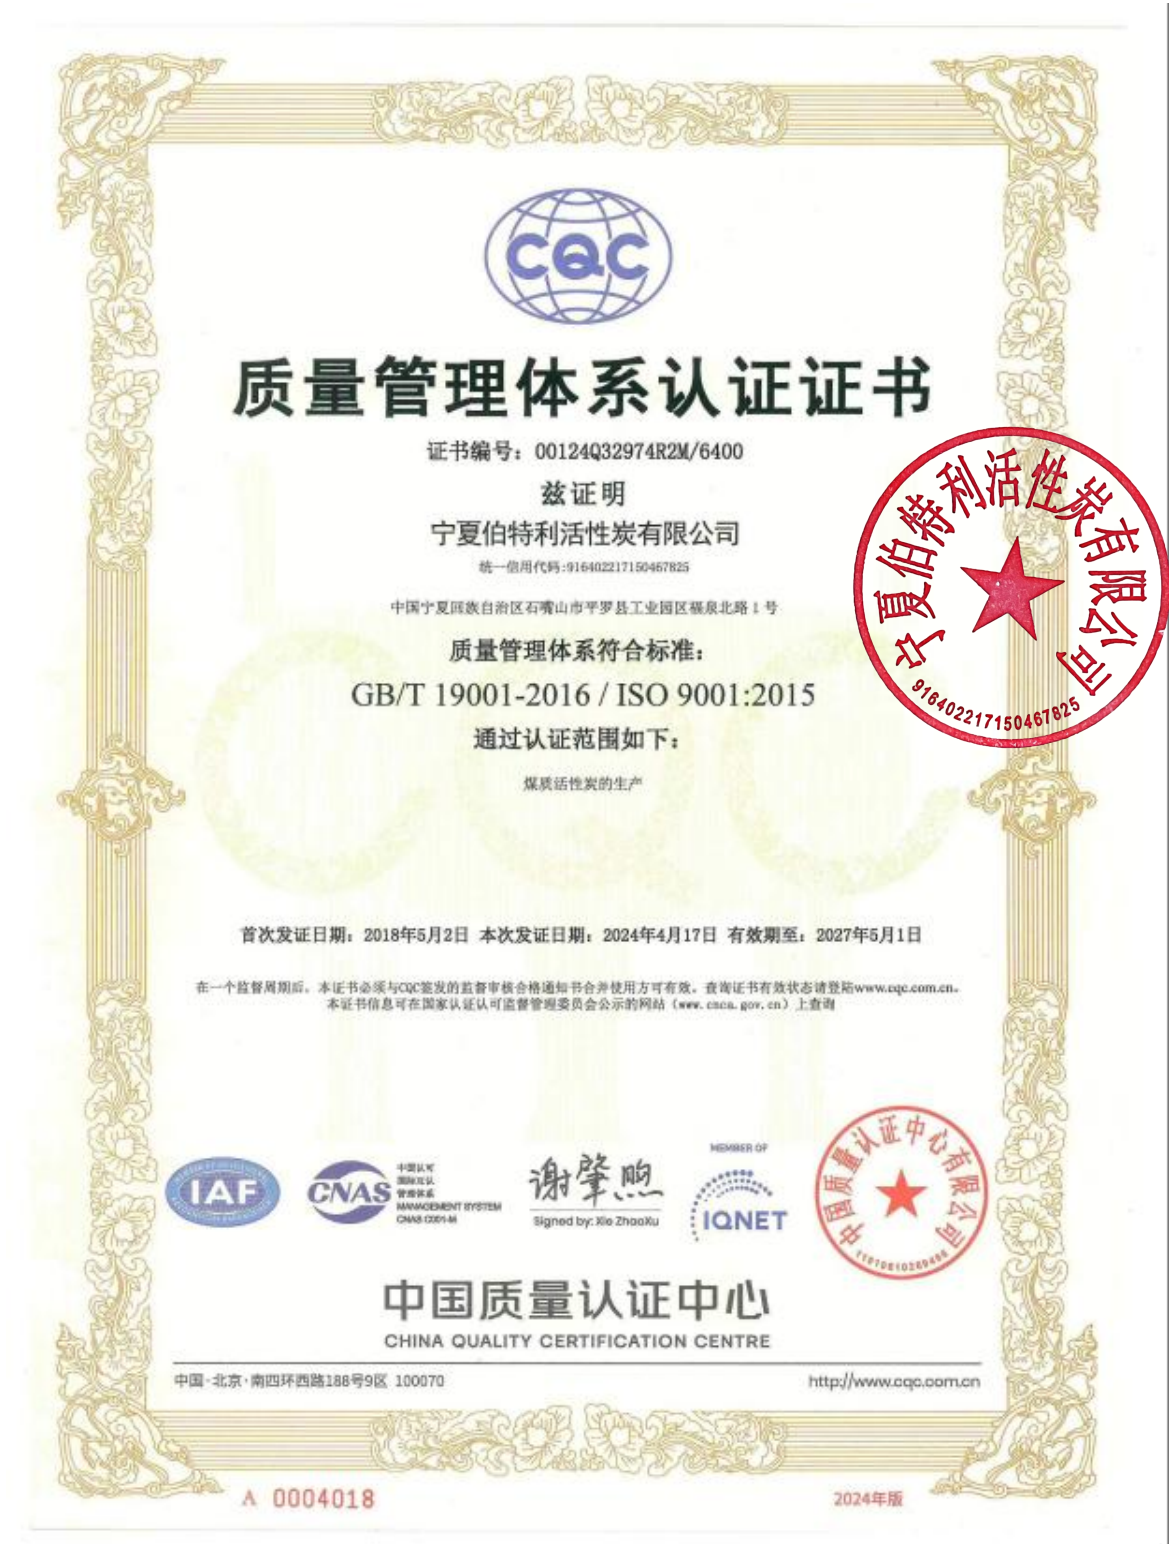 CQC
质量管理体系认证证书
证书编号：00124Q32974R2M/6400
兹证明
宁夏伯特利活性炭有限公司
统一信用代码:916402217150467825
中国宁夏回族自治区石嘴山市平罗县工业园区福泉北路1号
质量管理体系符合标准：
GB/T 19001-2016 / ISO 9001:2015
通过认证范围如下：
煤质活性炭的生产
宁夏伯特利活性炭有限公司
916402217150467825
首次发证日期：2018年5月2日 本次发证日期：2024年4月17日 有效期至：2027年5月1日
在一个监督周期后，本证书必须与CQC签发的监督审核合格通知书合并使用方可有效。查询证书有效状态请登陆www.cqc.com.cn。
本证书信息可在国家认证认可监督管理委员会公示的网站（www.cnca.gov.cn）上查询
IAF
CNAS
中国认可
国际互认
管理体系
MANAGEMENT SYSTEM
CNAS C001-M
谢肇煦
Signed by: Xie ZhaoXu
MEMBER OF
IQNET
中国质量认证中心有限公司
中国质量认证中心
CHINA QUALITY CERTIFICATION CENTRE
中国·北京·南四环西路188号9区 100070
http://www.cqc.com.cn
A 0004018
2024年版